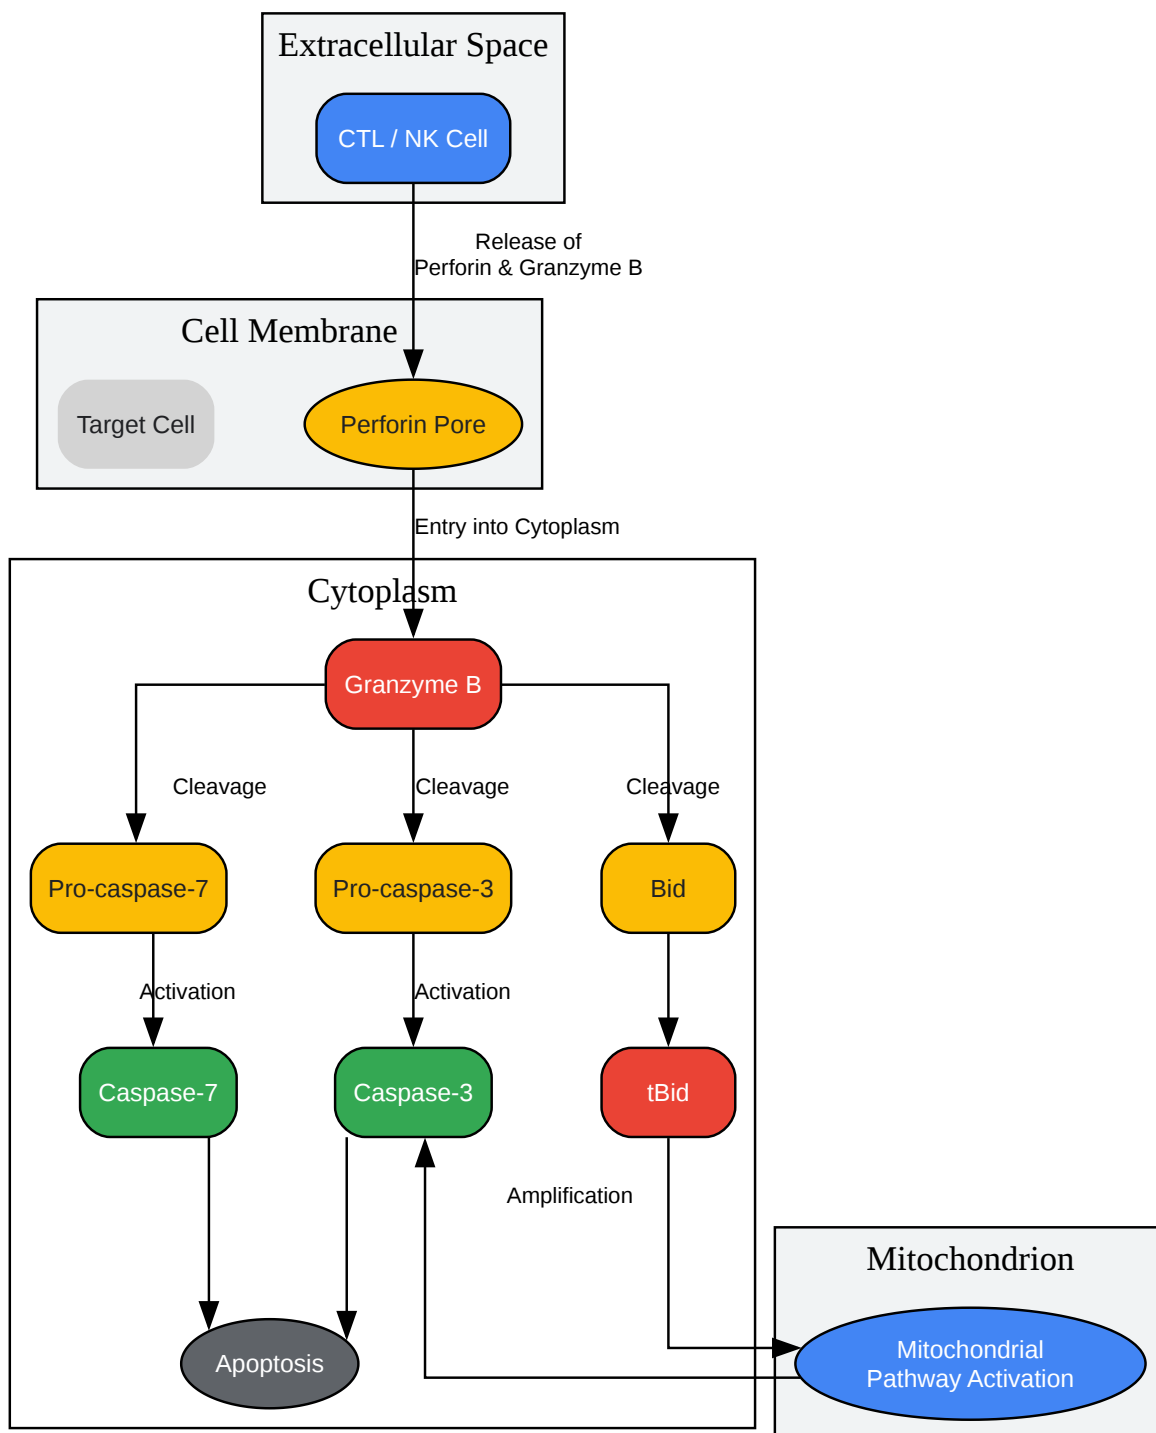 Extracellular Space
CTL / NK Cell
Release of
Perforin & Granzyme B
Cell Membrane
Target Cell
Perforin Pore
Entry into Cytoplasm
Cytoplasm
Granzyme B
Cleavage
Cleavage
Cleavage
Pro-caspase-7
Pro-caspase-3
Bid
Activation
Activation
Caspase-7
Caspase-3
tBid
Amplification
Mitochondrion
Apoptosis
Mitochondrial
Pathway Activation